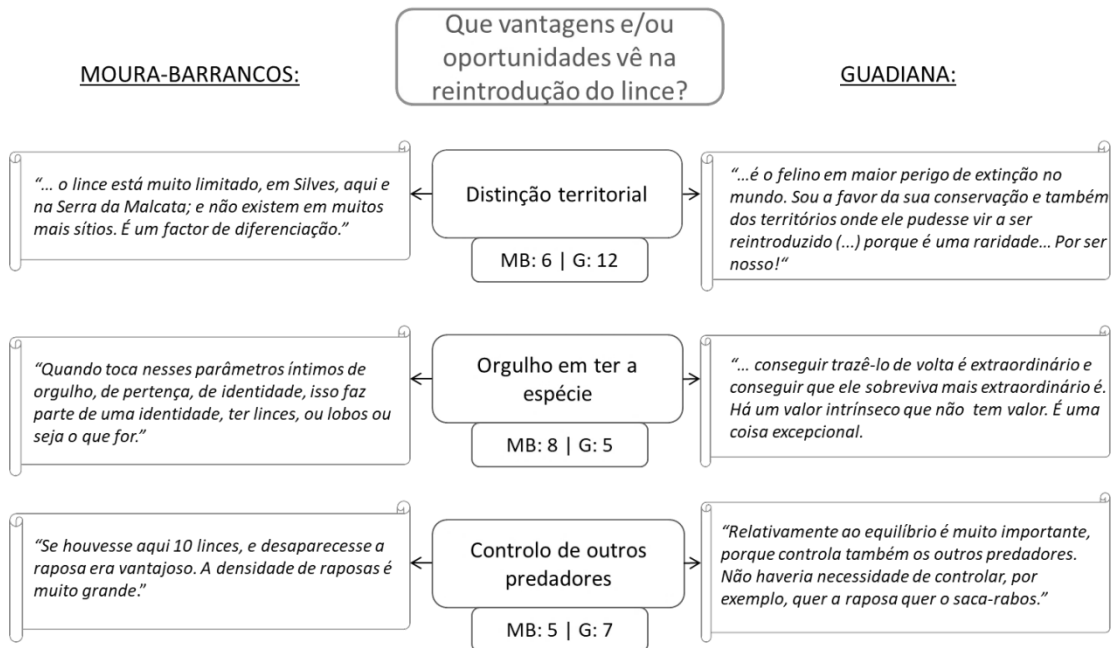 Que vantagens e/ou
oportunidades vê na
reintrodução do lince?
MOURA-BARRANCOS:
GUADIANA:
“... o lince está muito limitado, em Silves, aqui e
na Serra da Malcata; e não existem em muitos
mais sítios. É um factor de diferenciação.”
Distinção territorial
MB: 6 | G: 12
“...é o felino em maior perigo de extinção no
mundo. Sou a favor da sua conservação e também
dos territórios onde ele pudesse vir a ser
reintroduzido (...) porque é uma raridade... Por ser
nosso!“
“Quando toca nesses parâmetros íntimos de
orgulho, de pertença, de identidade, isso faz
parte de uma identidade, ter linces, ou lobos ou
seja o que for.”
Orgulho em ter a
espécie
MB: 8 | G: 5
“... conseguir trazê-lo de volta é extraordinário e
conseguir que ele sobreviva mais extraordinário é.
Há um valor intrínseco que não tem valor. É uma
coisa excepcional.
“Se houvesse aqui 10 linces, e desaparecesse a
raposa era vantajoso. A densidade de raposas é
muito grande.”
Controlo de outros
predadores
MB: 5 | G: 7
“Relativamente ao equilíbrio é muito importante,
porque controla também os outros predadores.
Não haveria necessidade de controlar, por
exemplo, quer a raposa quer o saca-rabos.”